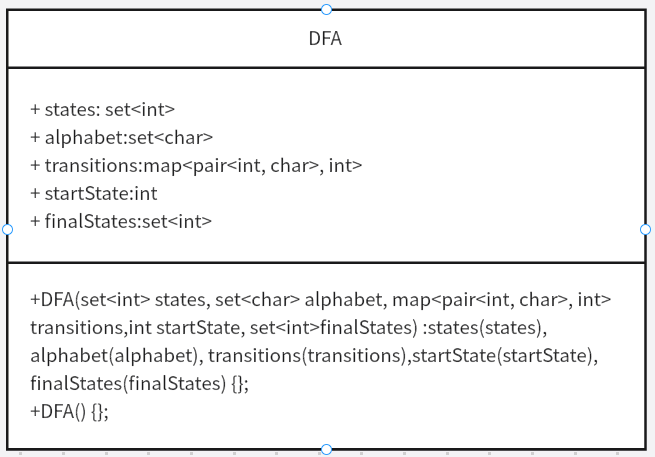 DFA
+ states: set<int>
+ alphabet:set<char>
+ transitions:map<pair<int, char>, int>
+ startState:int
+ finalStates:set<int>
+DFA(set<int> states, set<char> alphabet, map<pair<int, char>, int>
transitions,int startState, set<int>finalStates) :states(states),
alphabet(alphabet), transitions(transitions),startState(startState),
finalStates(finalStates) {};
+DFA() {};